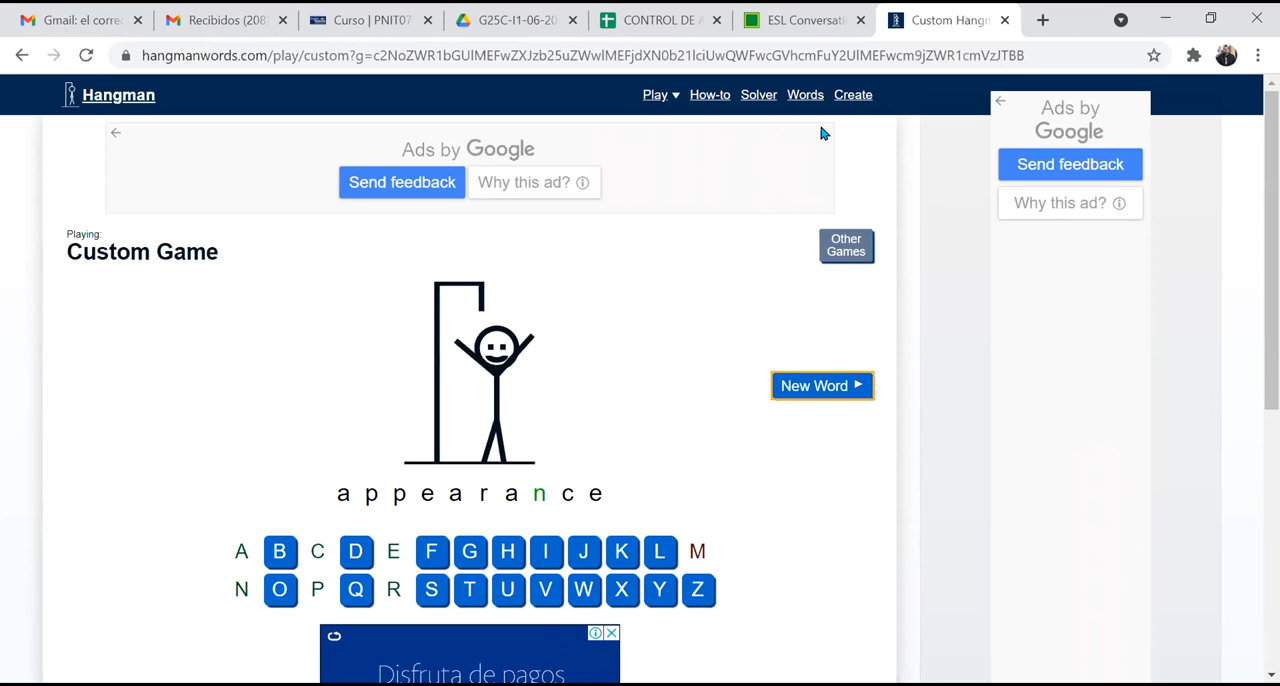 Gmail: el corre
Recibidos (208)
Curso | PNIT07
G25C-I1-06-20
CONTROL DE A
ESL Conversati
Custom Hangm
hangmanwords.com/play/custom?g=c2NoZWR1bGUlMEFwZXJzb25uZWwlMEFjdXN0b21lciUwQWFwcGVhcmFuY2UlMEFwcm9jZWR1cmVzJTBB
Hangman
Play How-to Solver Words Create
Ads by Google
Send feedback Why this ad?
Ads by
Google
Send feedback
Why this ad?
Playing:
Custom Game
Other
Games
New Word
a p p e a r a n c e
A B C D E F G H I J K L M
N O P Q R S T U V W X Y Z
Disfruta de pagos